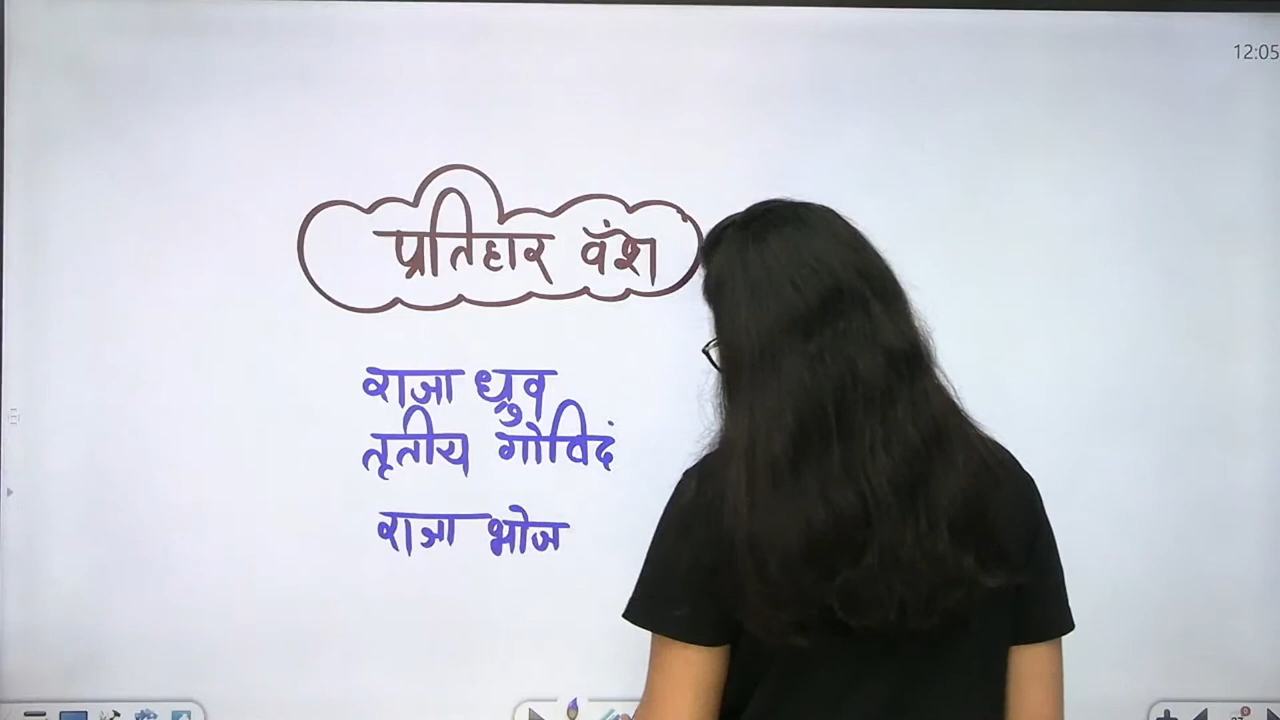 12:05
प्रतिहार वंश
राजा ध्रुव
तृतीय गोविदं
राजा भोज